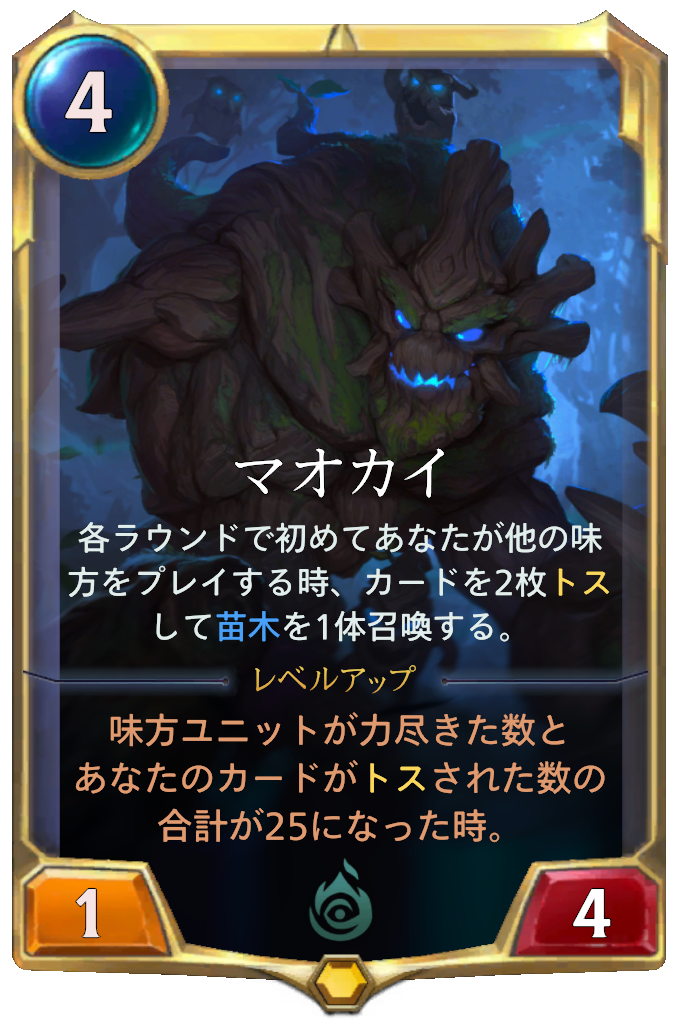 4
マオカイ
各ラウンドで初めてあなたが他の味
方をプレイする時、カードを2枚トス
して苗木を1体召喚する。
レベルアップ
味方ユニットが力尽きた数と
あなたのカードがトスされた数の
合計が25になった時。
1
4